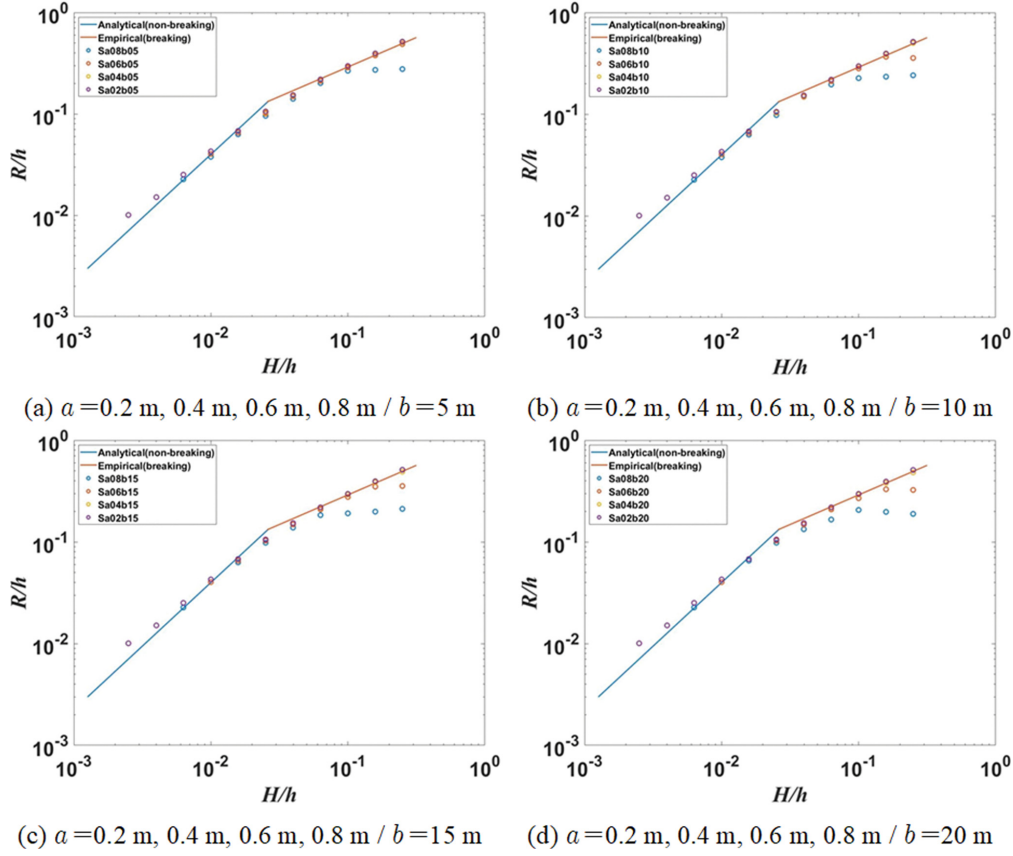 Analytical(non-breaking)
Empirical(breaking)
Sa08b05
Sa06b05
Sa04b05
Sa02b05
10⁰
10⁻¹
10⁻²
10⁻³
R/h
10⁻³ 10⁻² 10⁻¹ 10⁰
H/h
(a) a=0.2 m, 0.4 m, 0.6 m, 0.8 m / b=5 m
Analytical(non-breaking)
Empirical(breaking)
Sa08b10
Sa06b10
Sa04b10
Sa02b10
10⁰
10⁻¹
10⁻²
10⁻³
R/h
10⁻³ 10⁻² 10⁻¹ 10⁰
H/h
(b) a=0.2 m, 0.4 m, 0.6 m, 0.8 m / b=10 m
Analytical(non-breaking)
Empirical(breaking)
Sa08b15
Sa06b15
Sa04b15
Sa02b15
10⁰
10⁻¹
10⁻²
10⁻³
R/h
10⁻³ 10⁻² 10⁻¹ 10⁰
H/h
(c) a=0.2 m, 0.4 m, 0.6 m, 0.8 m / b=15 m
Analytical(non-breaking)
Empirical(breaking)
Sa08b20
Sa06b20
Sa04b20
Sa02b20
10⁰
10⁻¹
10⁻²
10⁻³
R/h
10⁻³ 10⁻² 10⁻¹ 10⁰
H/h
(d) a=0.2 m, 0.4 m, 0.6 m, 0.8 m / b=20 m